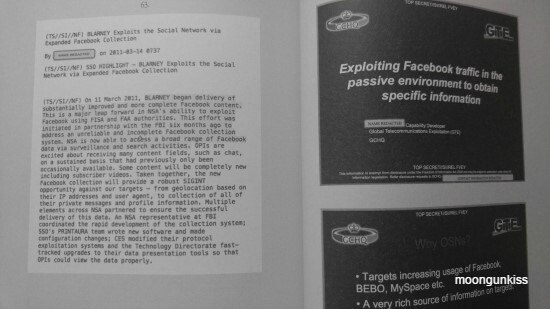 (TS//SI//NF) BLARNEY Exploits the Social Network via
Expanded Facebook Collection
By on 2011-03-14 0737
(TS//SI//NF) SSO HIGHLIGHT – BLARNEY Exploits the Social
Network via Expanded Facebook Collection
(TS//SI//NF) On 11 March 2011, BLARNEY began delivery of
substantially improved and more complete Facebook content.
This is a major leap forward in NSA's ability to exploit
Facebook using FISA and FAA authorities. This effort was
initiated in partnership with the FBI six months ago to
address an unreliable and incomplete Facebook collection
system. NSA is now able to access a broad range of Facebook
data via surveillance and search activities. OPIs are
excited about receiving many content fields, such as chat,
on a sustained basis that had previously only been
occasionally available. Some content will be completely new
including subscriber videos. Taken together, the new
Facebook collection will provide a robust SIGINT
opportunity against our targets – from geolocation based on
their IP addresses and user agent, to collection of all of
their private messages and profile information. Multiple
elements across NSA partnered to ensure the successful
delivery of this data. An NSA representative at FBI
coordinated the rapid development of the collection system;
SSO's PRINTAURA team wrote new software and made
configuration changes; CES modified their protocol
exploitation systems and the Technology Directorate fast-
tracked upgrades to their data presentation tools so that
OPIs could view the data properly.
TOP SECRET//SI//REL FVEY
GCHQ
GTE
Exploiting Facebook traffic in the
passive environment to obtain
specific information
NAME REDACTED Capability Developer
Global Telecommunications Exploitation (GTE)
GCHQ
TOP SECRET//SI//REL FVEY
TOP SECRET//SI//REL FVEY
GCHQ
GTE
Why OSNs?
• Targets increasing usage of Facebook,
BEBO, MySpace etc.
• A very rich source of information on targets:
moongunkiss